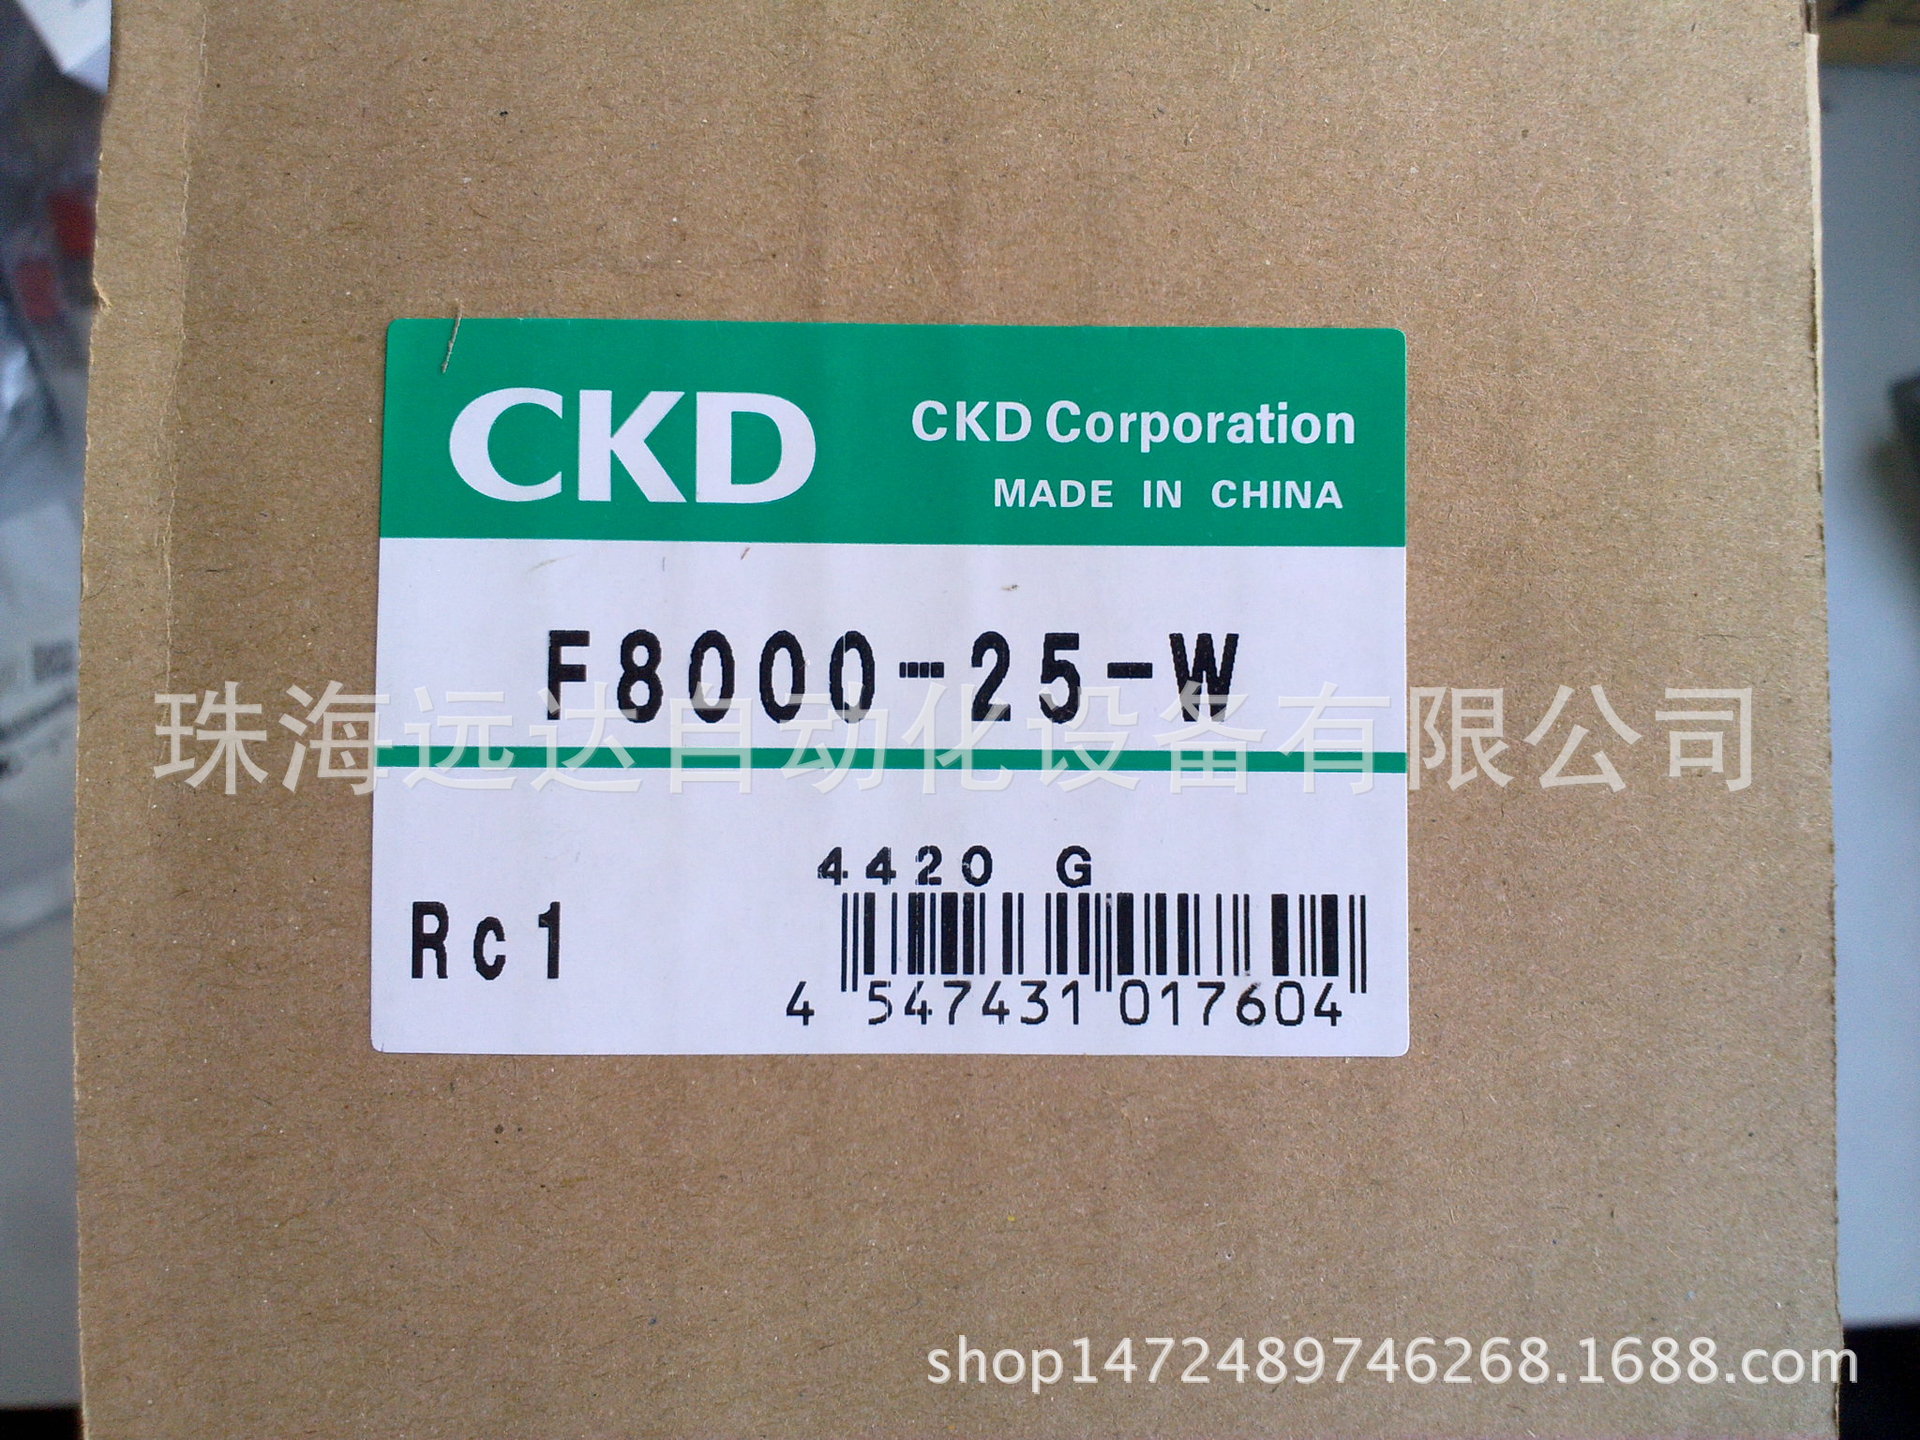 CKD
CKD Corporation
MADE IN CHINA
F8000-25-W
珠海远达自动化设备有限公司
4420 G
Rc1
4 547431 017604
shop1472489746268.1688.com